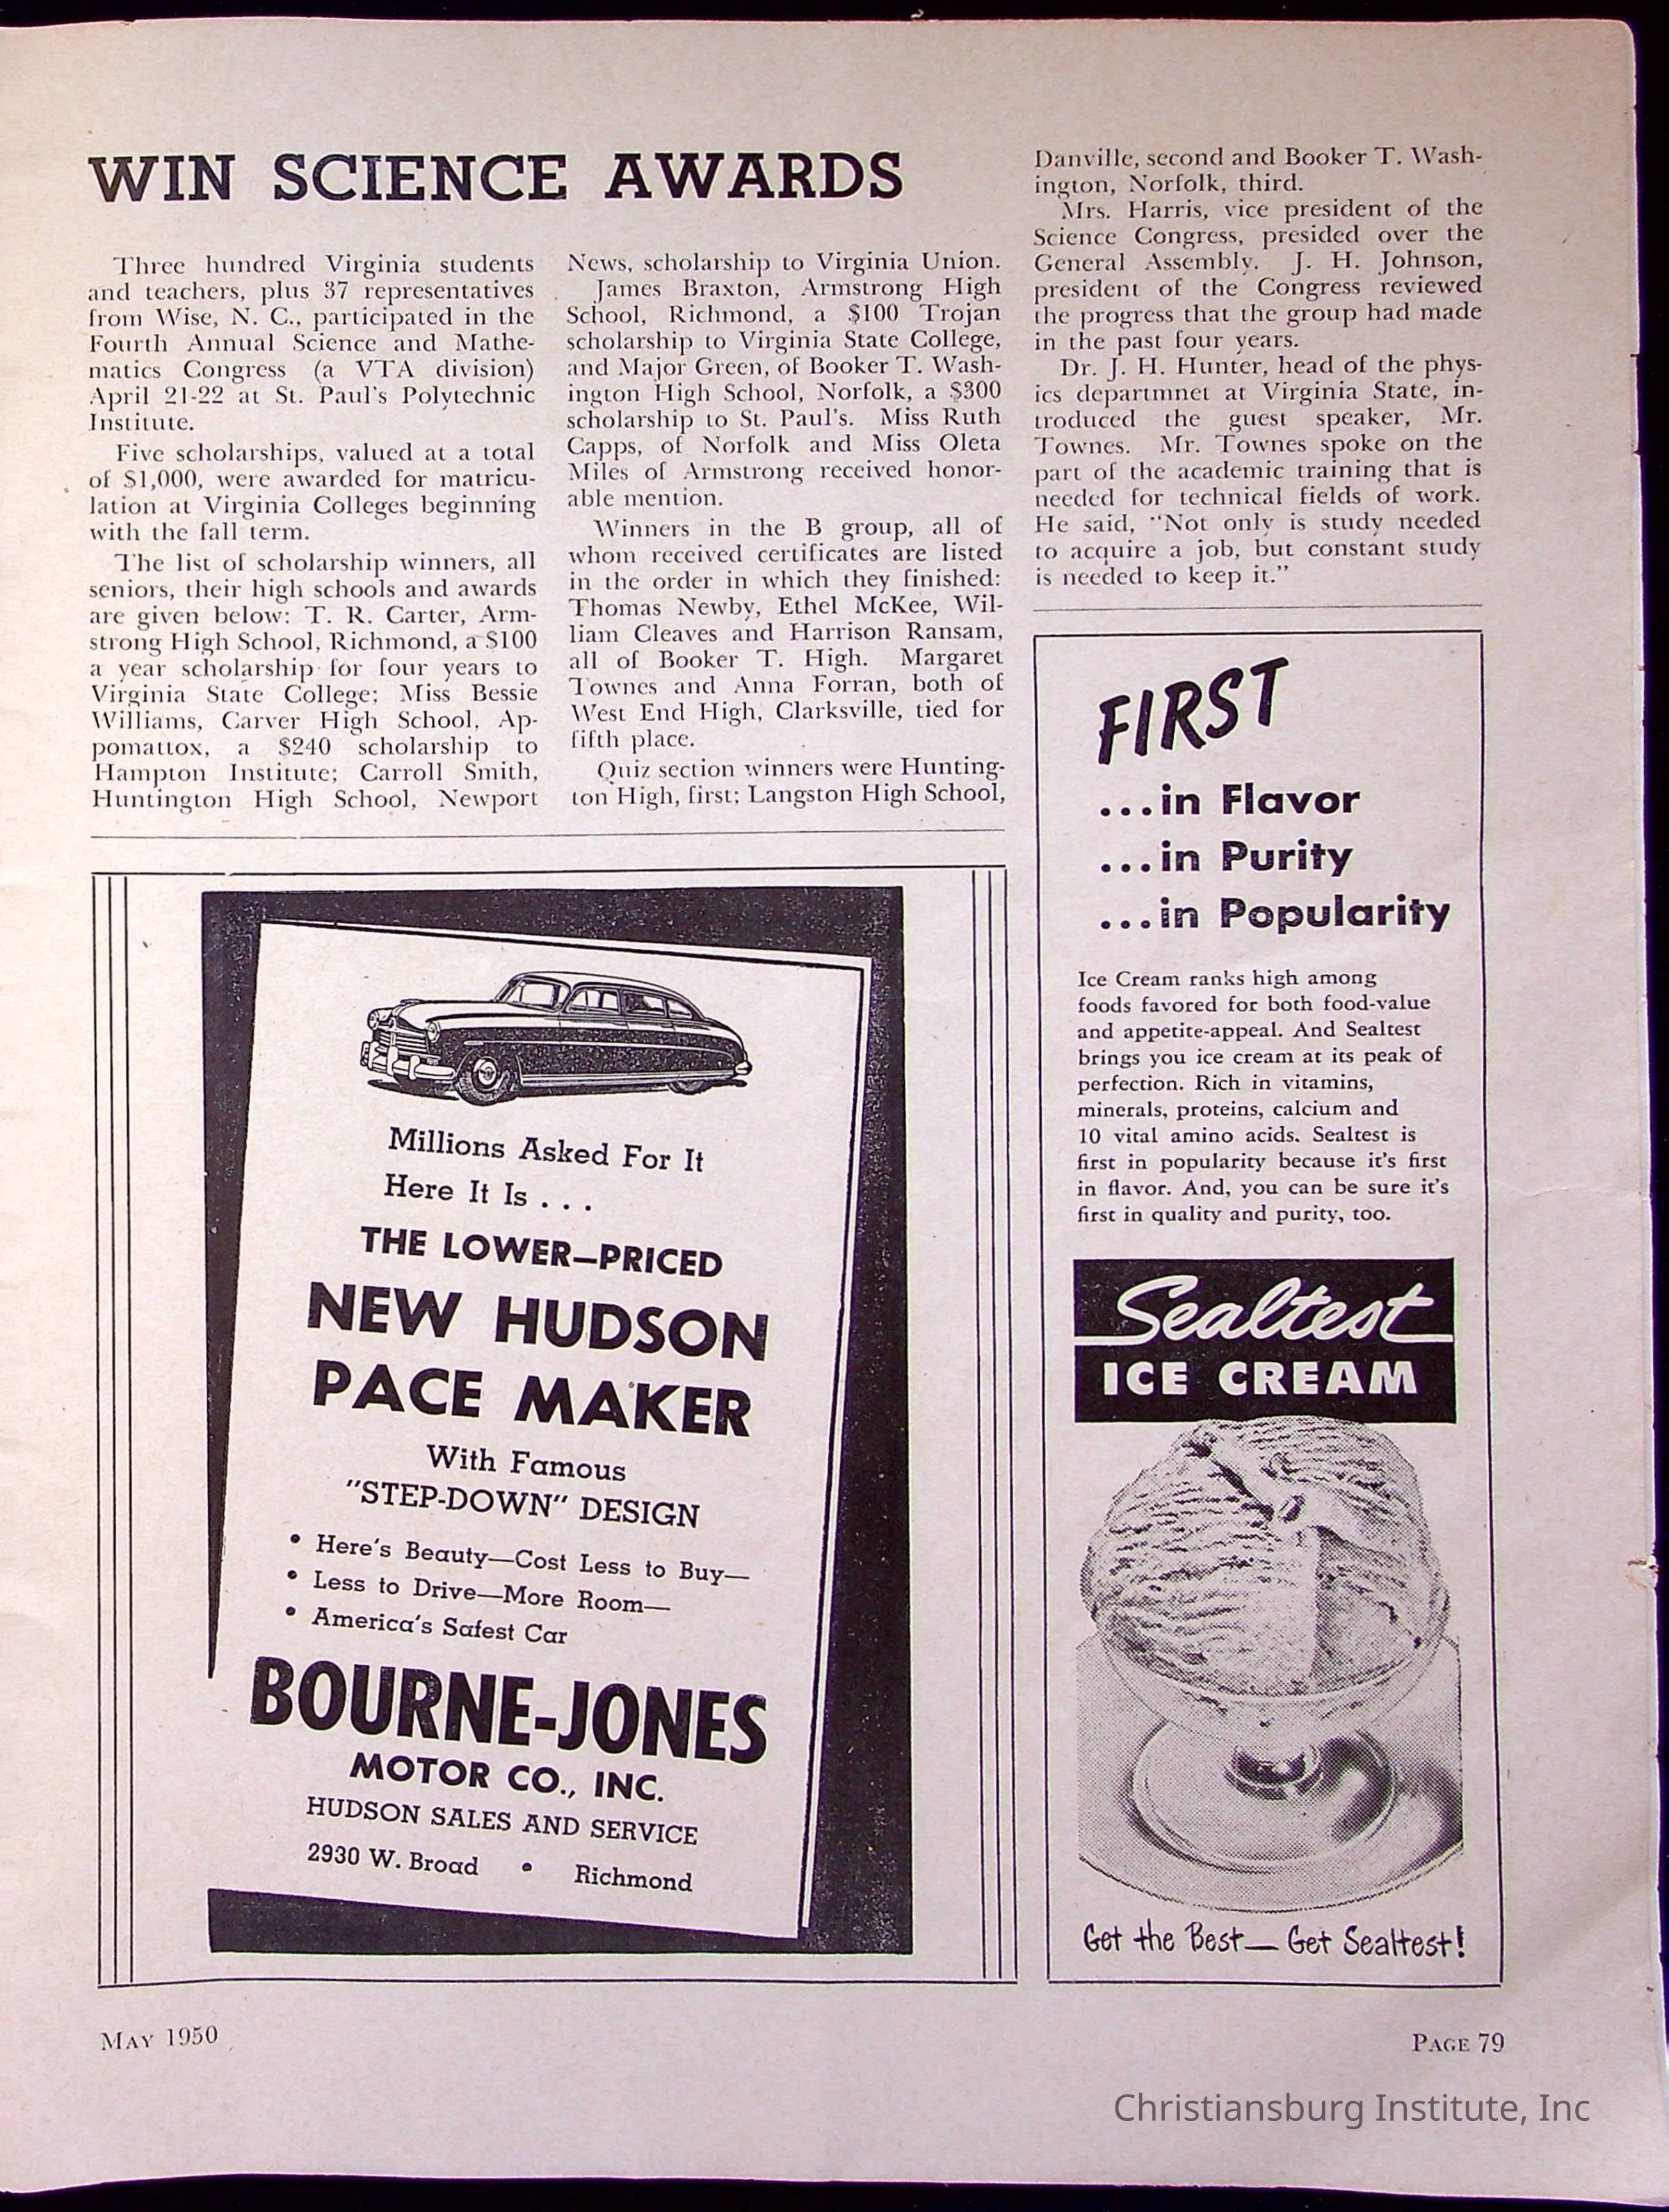 WIN SCIENCE AWARDS
Three hundred Virginia students
and teachers, plus 37 representatives
from Wise, N. C., participated in the
Fourth Annual Science and Mathe-
matics Congress (a VTA division)
April 21-22 at St. Paul's Polytechnic
Institute.
Five scholarships, valued at a total
of $1,000, were awarded for matricu-
lation at Virginia Colleges beginning
with the fall term.
The list of scholarship winners, all
seniors, their high schools and awards
are given below: T. R. Carter, Arm-
strong High School, Richmond, a $100
a year scholarship for four years to
Virginia State College; Miss Bessie
Williams, Carver High School, Ap-
pomattox, a $240 scholarship to
Hampton Institute; Carroll Smith,
Huntington High School, Newport
News, scholarship to Virginia Union.
James Braxton, Armstrong High
School, Richmond, a $100 Trojan
scholarship to Virginia State College,
and Major Green, of Booker T. Wash-
ington High School, Norfolk, a $300
scholarship to St. Paul's. Miss Ruth
Capps, of Norfolk and Miss Oleta
Miles of Armstrong received honor-
able mention.
Winners in the B group, all of
whom received certificates are listed
in the order in which they finished:
Thomas Newby, Ethel McKee, Wil-
liam Cleaves and Harrison Ransam,
all of Booker T. High. Margaret
Townes and Anna Forran, both of
West End High, Clarksville, tied for
fifth place.
Quiz section winners were Hunting-
ton High, first; Langston High School,
Danville, second and Booker T. Wash-
ington, Norfolk, third.
Mrs. Harris, vice president of the
Science Congress, presided over the
General Assembly. J. H. Johnson,
president of the Congress reviewed
the progress that the group had made
in the past four years.
Dr. J. H. Hunter, head of the phys-
ics departmnet at Virginia State, in-
troduced the guest speaker, Mr.
Townes. Mr. Townes spoke on the
part of the academic training that is
needed for technical fields of work.
He said, "Not only is study needed
to acquire a job, but constant study
is needed to keep it."
Millions Asked For It
Here It Is . . .
THE LOWER—PRICED
NEW HUDSON
PACE MAKER
With Famous
"STEP-DOWN" DESIGN
• Here's Beauty—Cost Less to Buy—
• Less to Drive—More Room—
• America's Safest Car
BOURNE-JONES
MOTOR CO., INC.
HUDSON SALES AND SERVICE
2930 W. Broad • Richmond
FIRST
...in Flavor
...in Purity
...in Popularity
Ice Cream ranks high among
foods favored for both food-value
and appetite-appeal. And Sealtest
brings you ice cream at its peak of
perfection. Rich in vitamins,
minerals, proteins, calcium and
10 vital amino acids. Sealtest is
first in popularity because it's first
in flavor. And, you can be sure it's
first in quality and purity, too.
Sealtest
ICE CREAM
Get the Best— Get Sealtest!
MAY 1950
PAGE 79
Christiansburg Institute, Inc